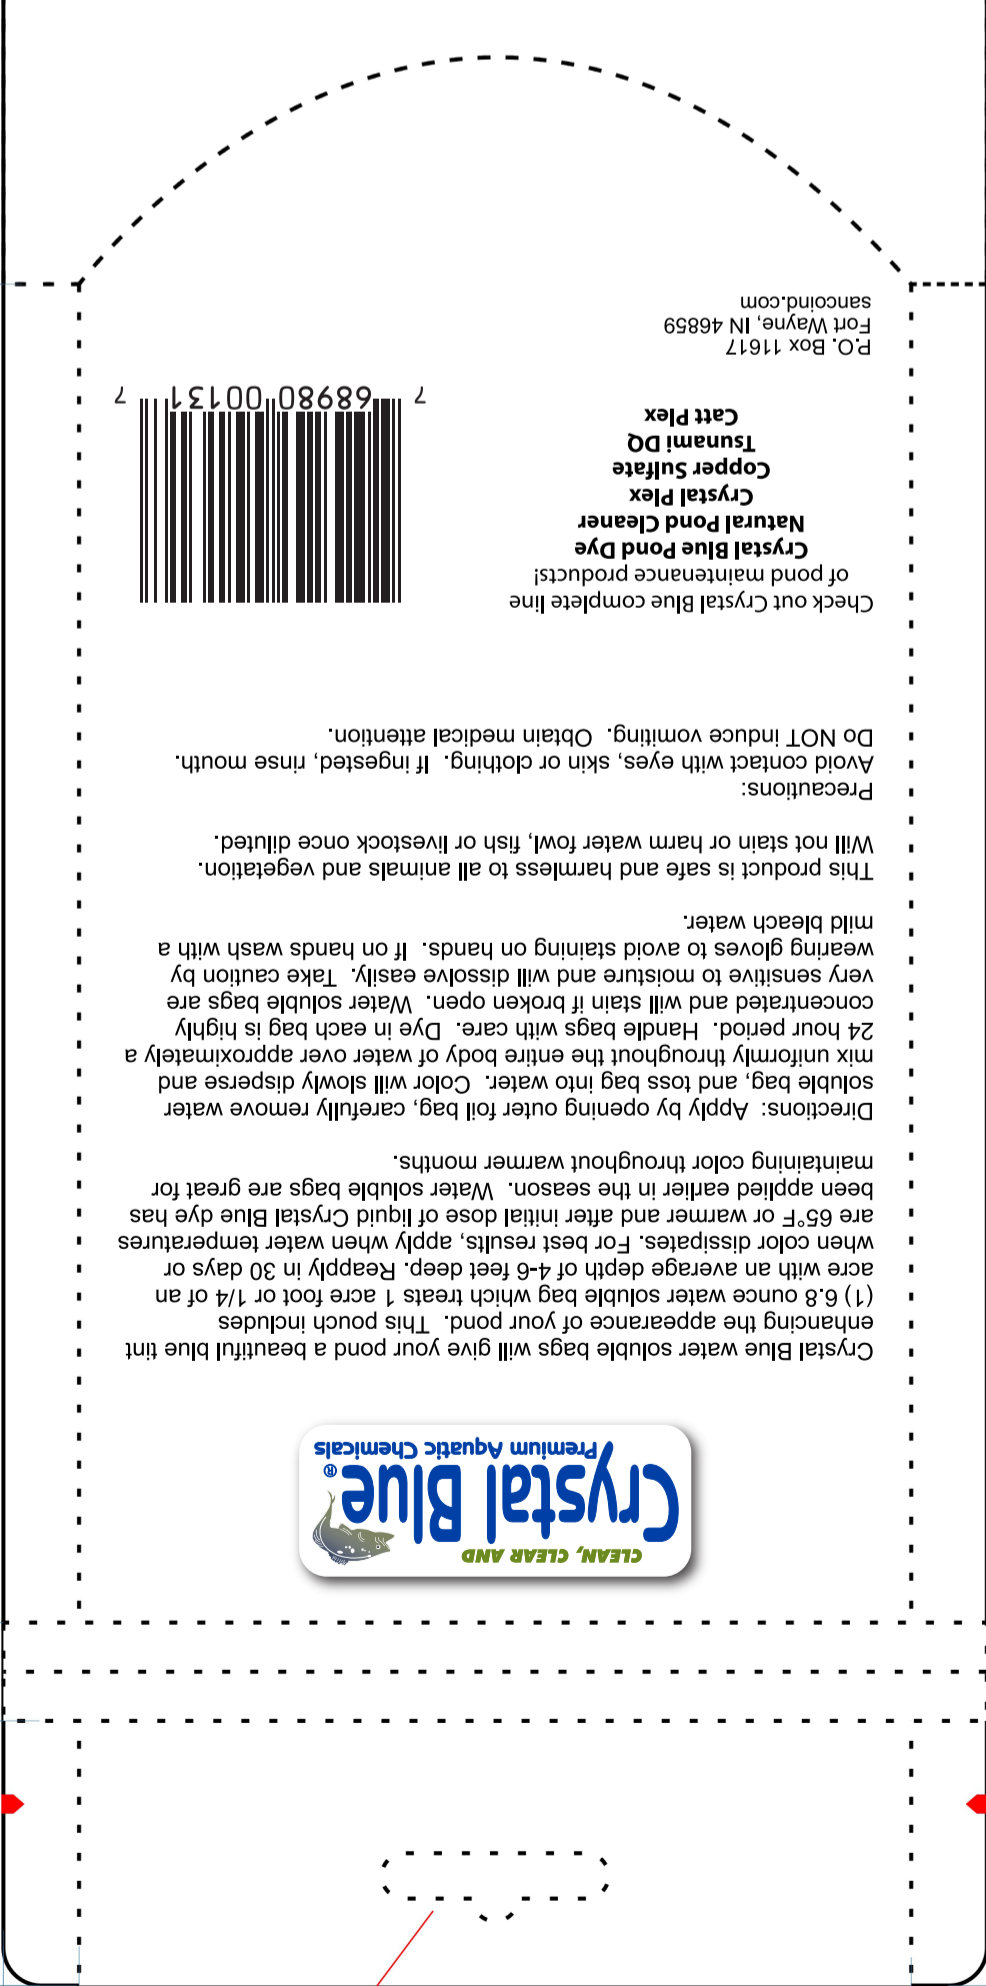 CLEAN, CLEAR AND
Crystal Blue®
Premium Aquatic Chemicals
Crystal Blue water soluble bags will give your pond a beautiful blue tint
enhancing the appearance of your pond. This pouch includes
(1) 6.8 ounce water soluble bag which treats 1 acre foot or 1/4 of an
acre with an average depth of 4-6 feet deep. Reapply in 30 days or
when color dissipates. For best results, apply when water temperatures
are 65°F or warmer and after initial dose of liquid Crystal Blue dye has
been applied earlier in the season. Water soluble bags are great for
maintaining color throughout warmer months.
Directions: Apply by opening outer foil bag, carefully remove water
soluble bag, and toss bag into water. Color will slowly disperse and
mix uniformly throughout the entire body of water over approximately a
24 hour period. Handle bags with care. Dye in each bag is highly
concentrated and will stain if broken open. Water soluble bags are
very sensitive to moisture and will dissolve easily. Take caution by
wearing gloves to avoid staining on hands. If on hands wash with a
mild bleach water.
This product is safe and harmless to all animals and vegetation.
Will not stain or harm water fowl, fish or livestock once diluted.
Precautions:
Avoid contact with eyes, skin or clothing. If ingested, rinse mouth.
Do NOT induce vomiting. Obtain medical attention.
Check out Crystal Blue complete line
of pond maintenance products!
Crystal Blue Pond Dye
Natural Pond Cleaner
Crystal Plex
Copper Sulfate
Tsunami DQ
Catt Plex
7 68980 00131 7
P.O. Box 11617
Fort Wayne, IN 46859
sancoind.com